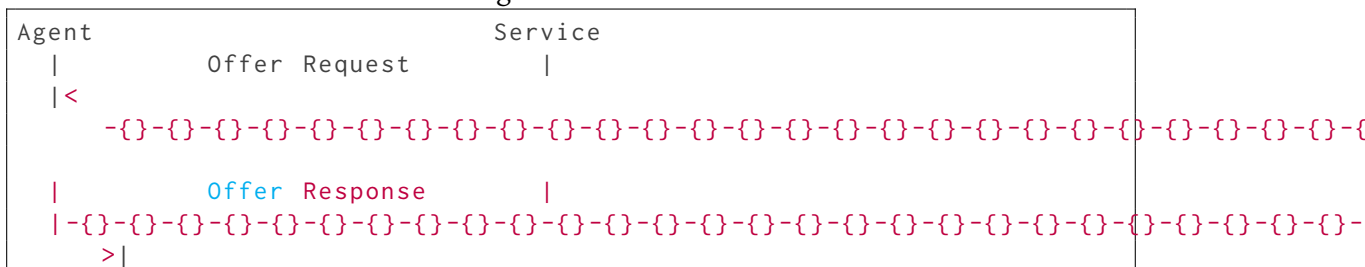 Agent Service
| Offer Request |
|<
-{}-{}-{}-{}-{}-{}-{}-{}-{}-{}-{}-{}-{}-{}-{}-{}-{}-{}-{}-{}-{}-{}-{}-{}-{}-{}-{
| Offer Response |
|-{}-{}-{}-{}-{}-{}-{}-{}-{}-{}-{}-{}-{}-{}-{}-{}-{}-{}-{}-{}-{}-{}-{}-{}-{}-{}-{}-
>|